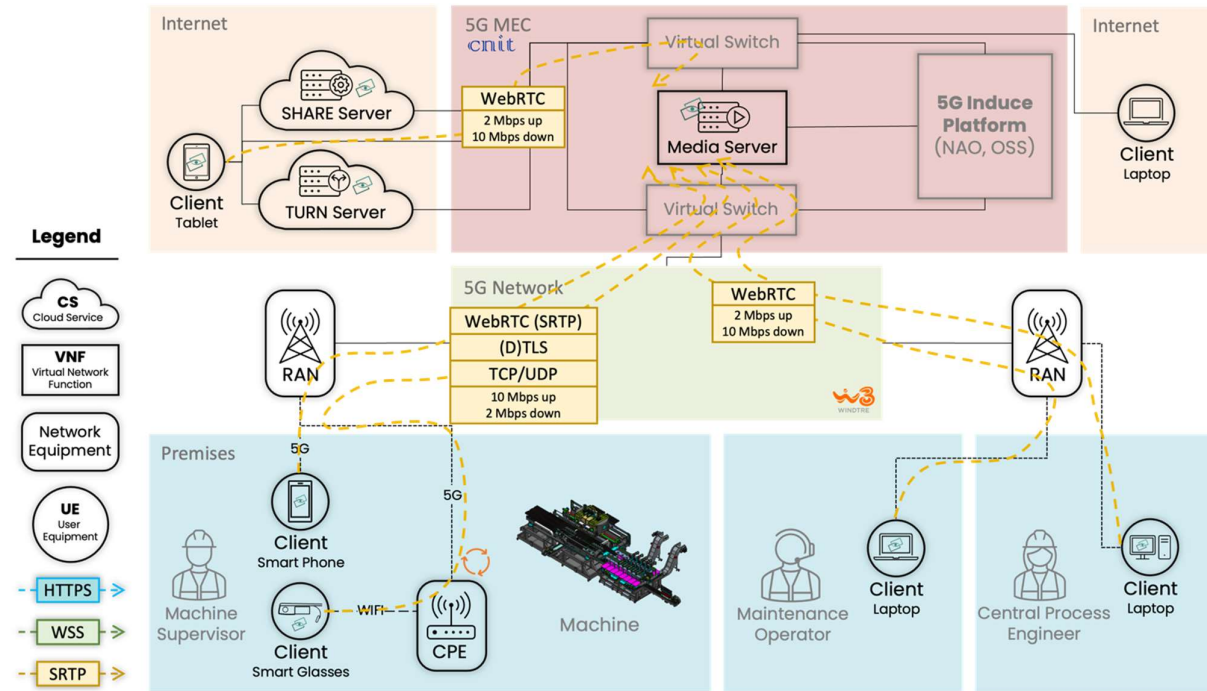 Internet
5G MEC
cnit
Virtual Switch
Internet
SHARE Server
WebRTC
2 Mbps up
10 Mbps down
Media Server
5G Induce
Platform
(NAO, OSS)
Client
Tablet
TURN Server
Virtual Switch
Client
Laptop
Legend
CS
Cloud Service
VNF
Virtual Network
Function
Network
Equipment
UE
User
Equipment
HTTPS
WSS
SRTP
5G Network
RAN
WebRTC (SRTP)
(D)TLS
TCP/UDP
10 Mbps up
2 Mbps down
WebRTC
2 Mbps up
10 Mbps down
W3
WINDTRE
RAN
Premises
5G
5G
Client
Smart Phone
Machine
Supervisor
WIFI
Client
Smart Glasses
CPE
Machine
Client
Laptop
Maintenance
Operator
Client
Laptop
Central Process
Engineer